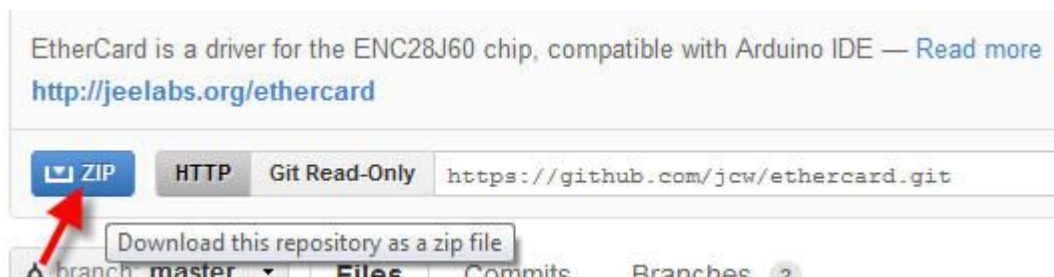 EtherCard is a driver for the ENC28J60 chip, compatible with Arduino IDE — Read more
http://jeelabs.org/ethercard
ZIP HTTP Git Read-Only https://github.com/jcw/ethercard.git
Download this repository as a zip file
branch: master Files Commits Branches 2